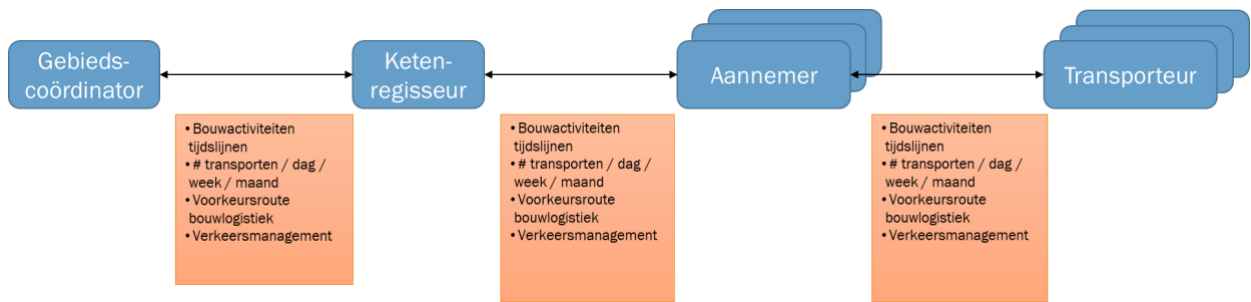 Gebieds-
coördinator
Keten-
regisseur
Aannemer
Transporteur
• Bouwactiviteiten
tijdslijnen
• # transporten / dag /
week / maand
• Voorkeursroute
bouwlogistiek
• Verkeersmanagement
• Bouwactiviteiten
tijdslijnen
• # transporten / dag /
week / maand
• Voorkeursroute
bouwlogistiek
• Verkeersmanagement
• Bouwactiviteiten
tijdslijnen
• # transporten / dag /
week / maand
• Voorkeursroute
bouwlogistiek
• Verkeersmanagement